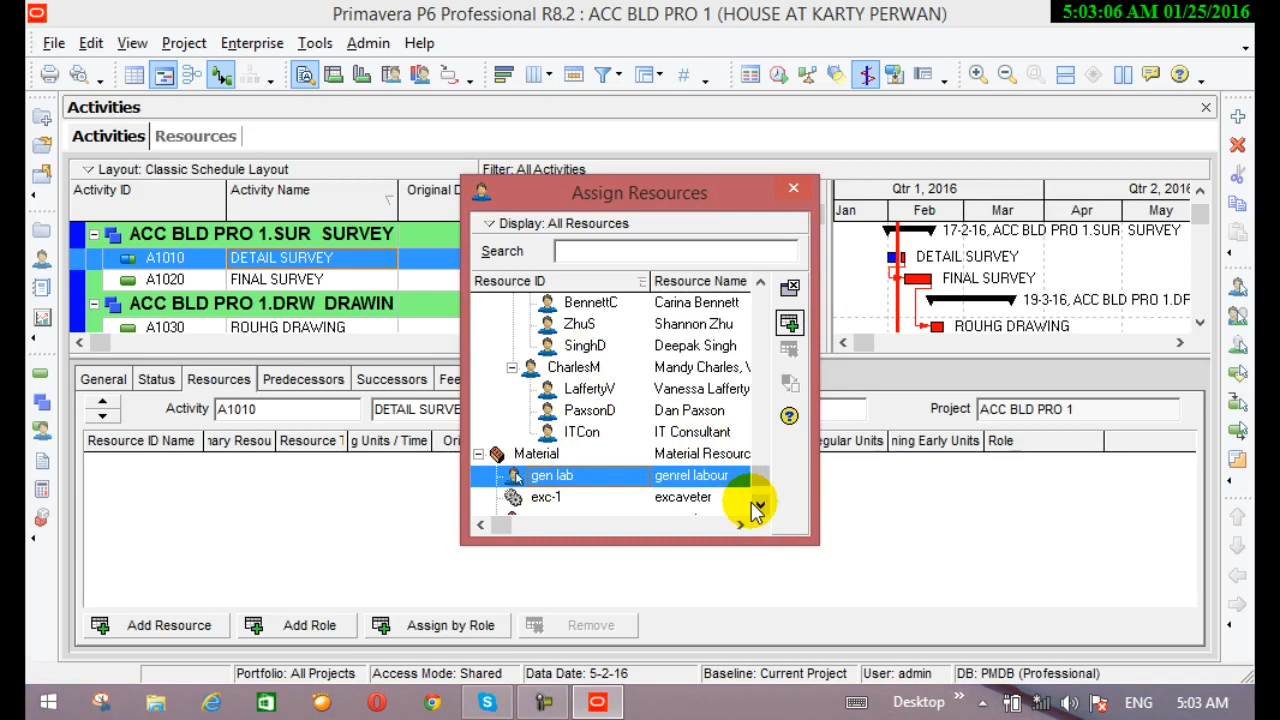 Primavera P6 Professional R8.2 : ACC BLD PRO 1 (HOUSE AT KARTY PERWAN)
5:03:06 AM 01/25/2016
File Edit View Project Enterprise Tools Admin Help
Activities
Activities Resources
Layout: Classic Schedule Layout
Filter: All Activities
Activity ID Activity Name Original D
Qtr 1, 2016 Qtr 2, 2016
Jan Feb Mar Apr May
ACC BLD PRO 1.SUR SURVEY
A1010 DETAIL SURVEY
A1020 FINAL SURVEY
ACC BLD PRO 1.DRW DRAWIN
A1030 ROUHG DRAWING
17-2-16, ACC BLD PRO 1.SUR SURVEY
DETAIL SURVEY
FINAL SURVEY
19-3-16, ACC BLD PRO 1.DF
ROUHG DRAWING
Assign Resources
Display: All Resources
Search
Resource ID Resource Name
BennettC Carina Bennett
ZhuS Shannon Zhu
SinghD Deepak Singh
CharlesM Mandy Charles, V
LaffertyV Vanessa Lafferty
PaxsonD Dan Paxson
ITCon IT Consultant
Material Material Resourc
gen lab genrel labour
exc-1 excaveter
General Status Resources Predecessors Successors Fee
Activity A1010 DETAIL SURVE Project ACC BLD PRO 1
Resource ID Name nary Resou Resource T g Units / Time Ori gular Units ning Early Units Role
Add Resource Add Role Assign by Role Remove
Portfolio: All Projects Access Mode: Shared Data Date: 5-2-16 Baseline: Current Project User: admin DB: PMDB (Professional)
Desktop ENG 5:03 AM